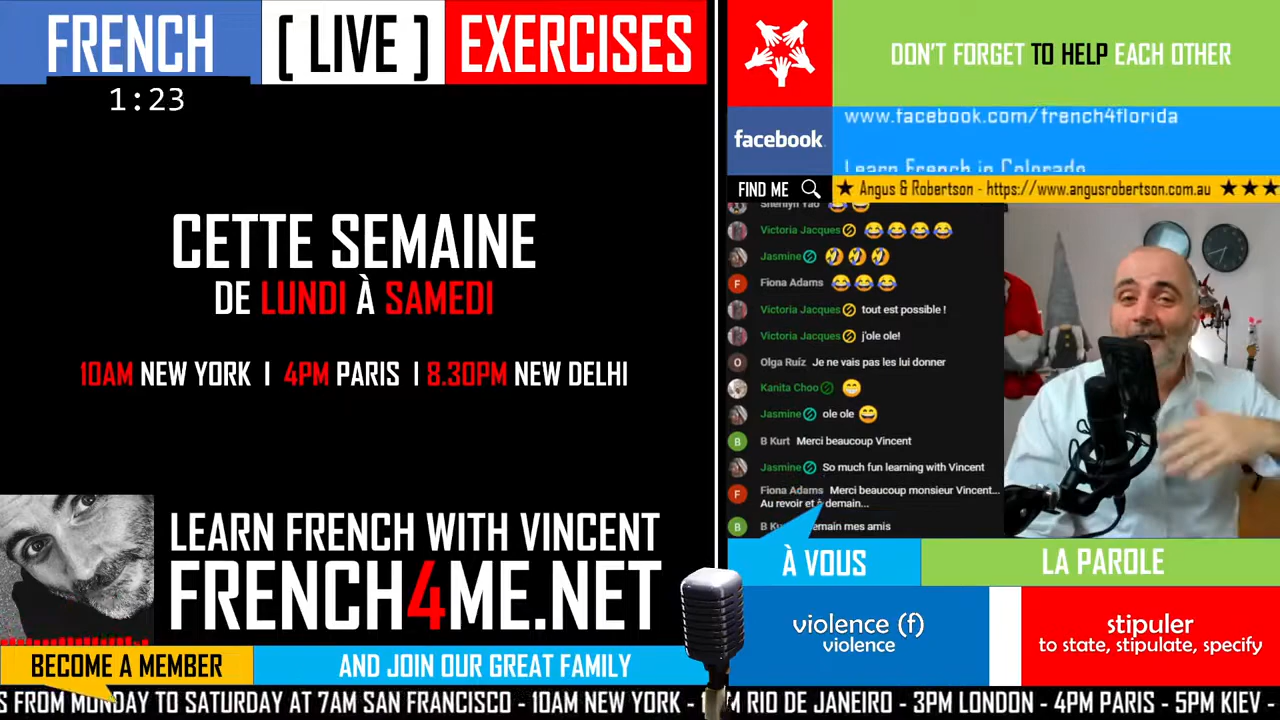 FRENCH [ LIVE ] EXERCISES
1:23
CETTE SEMAINE
DE LUNDI À SAMEDI
10AM NEW YORK I 4PM PARIS I 8.30PM NEW DELHI
LEARN FRENCH WITH VINCENT
FRENCH4ME.NET
BECOME A MEMBER AND JOIN OUR GREAT FAMILY
DON'T FORGET TO HELP EACH OTHER
facebook.
www.facebook.com/french4florida
Learn French in Colorado
FIND ME ★ Angus & Robertson - https://www.angusrobertson.com.au ★★★
Sherilyn Yao 😂😂
Victoria Jacques 😂😂😂😂
Jasmine 🤣🤣🤣
Fiona Adams 😂😂😂
Victoria Jacques tout est possible !
Victoria Jacques j'ole ole!
Olga Ruíz Je ne vais pas les lui donner
Kanita Choo 😁
Jasmine ole ole 😄
B Kurt Merci beaucoup Vincent
Jasmine So much fun learning with Vincent
Fiona Adams Merci beaucoup monsieur Vincent...
Au revoir et à demain...
emain mes amis
À VOUS LA PAROLE
violence (f)
violence
stipuler
to state, stipulate, specify
S FROM MONDAY TO SATURDAY AT 7AM SAN FRANCISCO - 10AM NEW YORK - M RIO DE JANEIRO - 3PM LONDON - 4PM PARIS - 5PM KIEV -